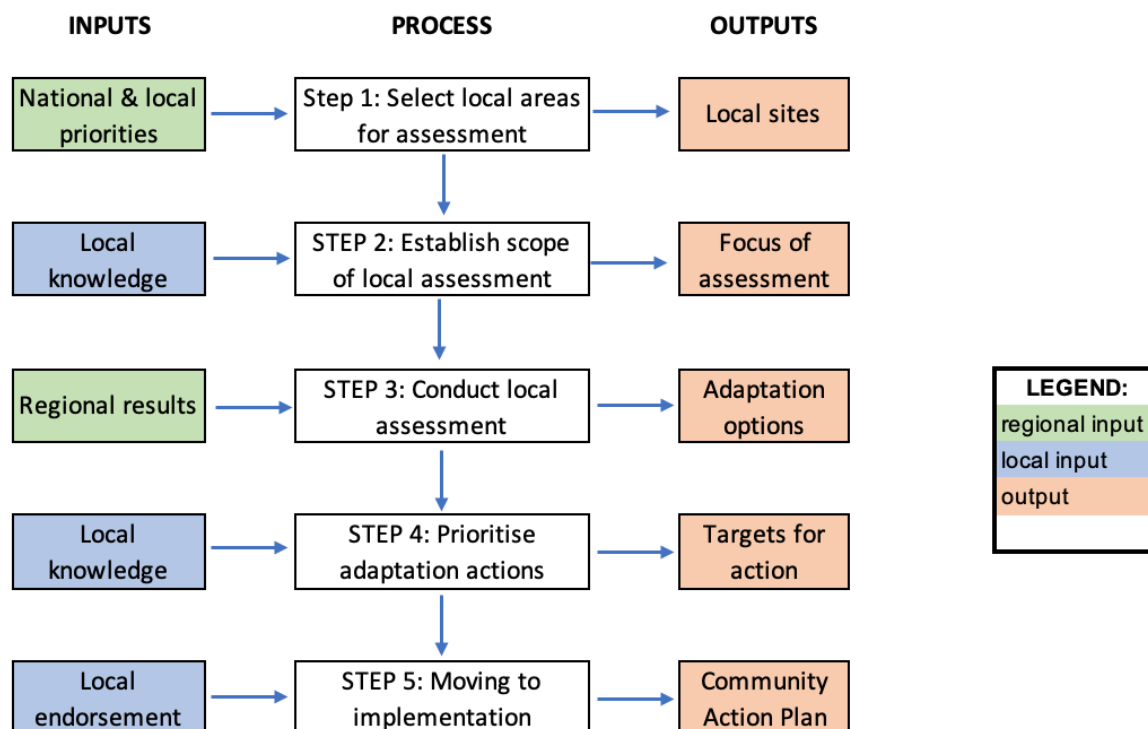 INPUTS
PROCESS
OUTPUTS
National & local
priorities
Step 1: Select local areas
for assessment
Local sites
Local
knowledge
STEP 2: Establish scope
of local assessment
Focus of
assessment
Regional results
STEP 3: Conduct local
assessment
Adaptation
options
LEGEND:
regional input
local input
output
Local
knowledge
STEP 4: Prioritise
adaptation actions
Targets for
action
Local
endorsement
STEP 5: Moving to
implementation
Community
Action Plan